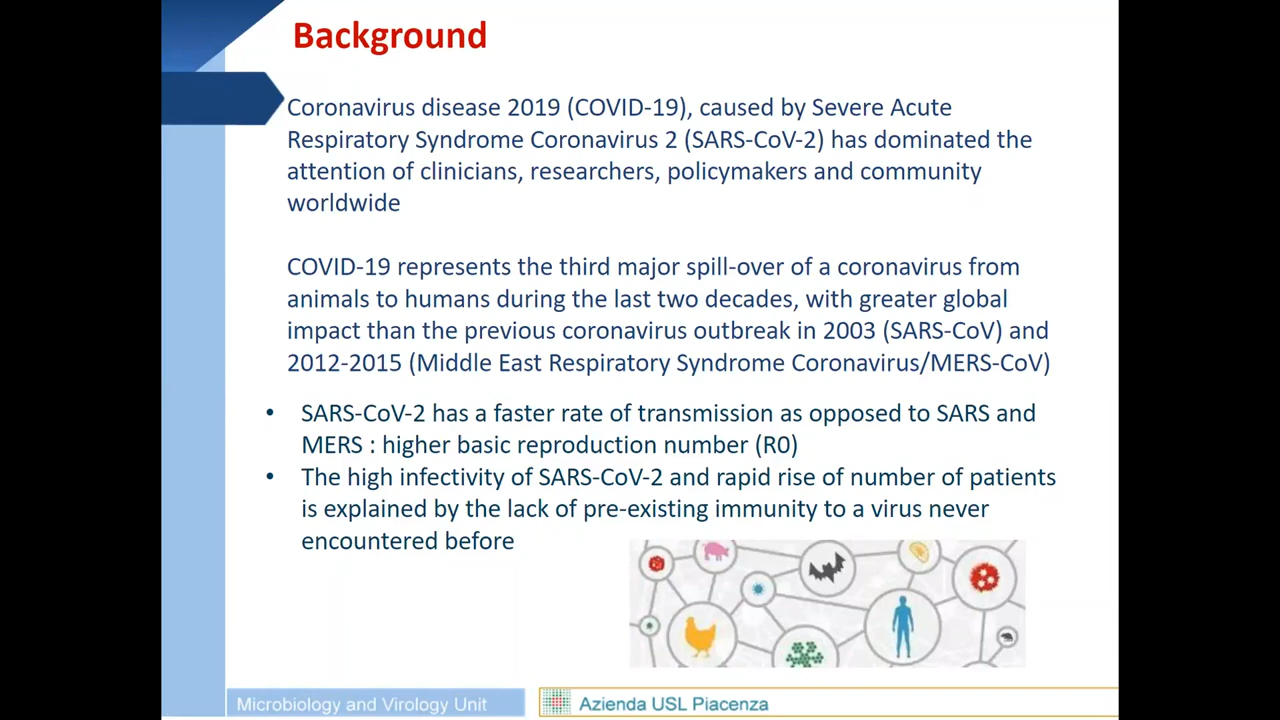 Background
Coronavirus disease 2019 (COVID-19), caused by Severe Acute
Respiratory Syndrome Coronavirus 2 (SARS-CoV-2) has dominated the
attention of clinicians, researchers, policymakers and community
worldwide
COVID-19 represents the third major spill-over of a coronavirus from
animals to humans during the last two decades, with greater global
impact than the previous coronavirus outbreak in 2003 (SARS-CoV) and
2012-2015 (Middle East Respiratory Syndrome Coronavirus/MERS-CoV)
• SARS-CoV-2 has a faster rate of transmission as opposed to SARS and
MERS : higher basic reproduction number (R0)
• The high infectivity of SARS-CoV-2 and rapid rise of number of patients
is explained by the lack of pre-existing immunity to a virus never
encountered before
Microbiology and Virology Unit
Azienda USL Piacenza